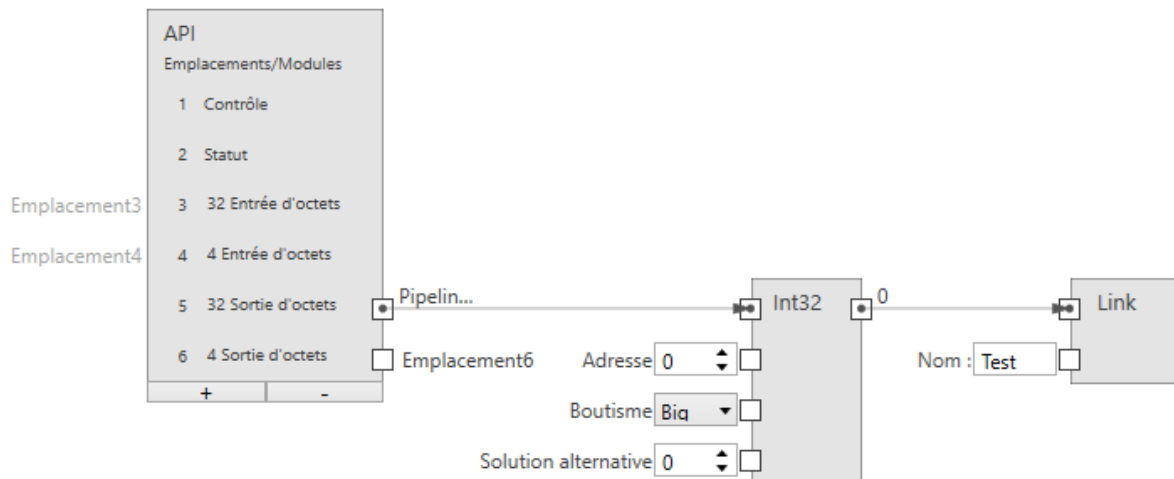 API
Emplacements/Modules
1 Contrôle
2 Statut
Emplacement3 3 32 Entrée d'octets
Emplacement4 4 4 Entrée d'octets
5 32 Sortie d'octets Pipelin... Int32 0 Link
6 4 Sortie d'octets Emplacement6 Adresse 0 Nom : Test
+ -
Boutisme Big
Solution alternative 0